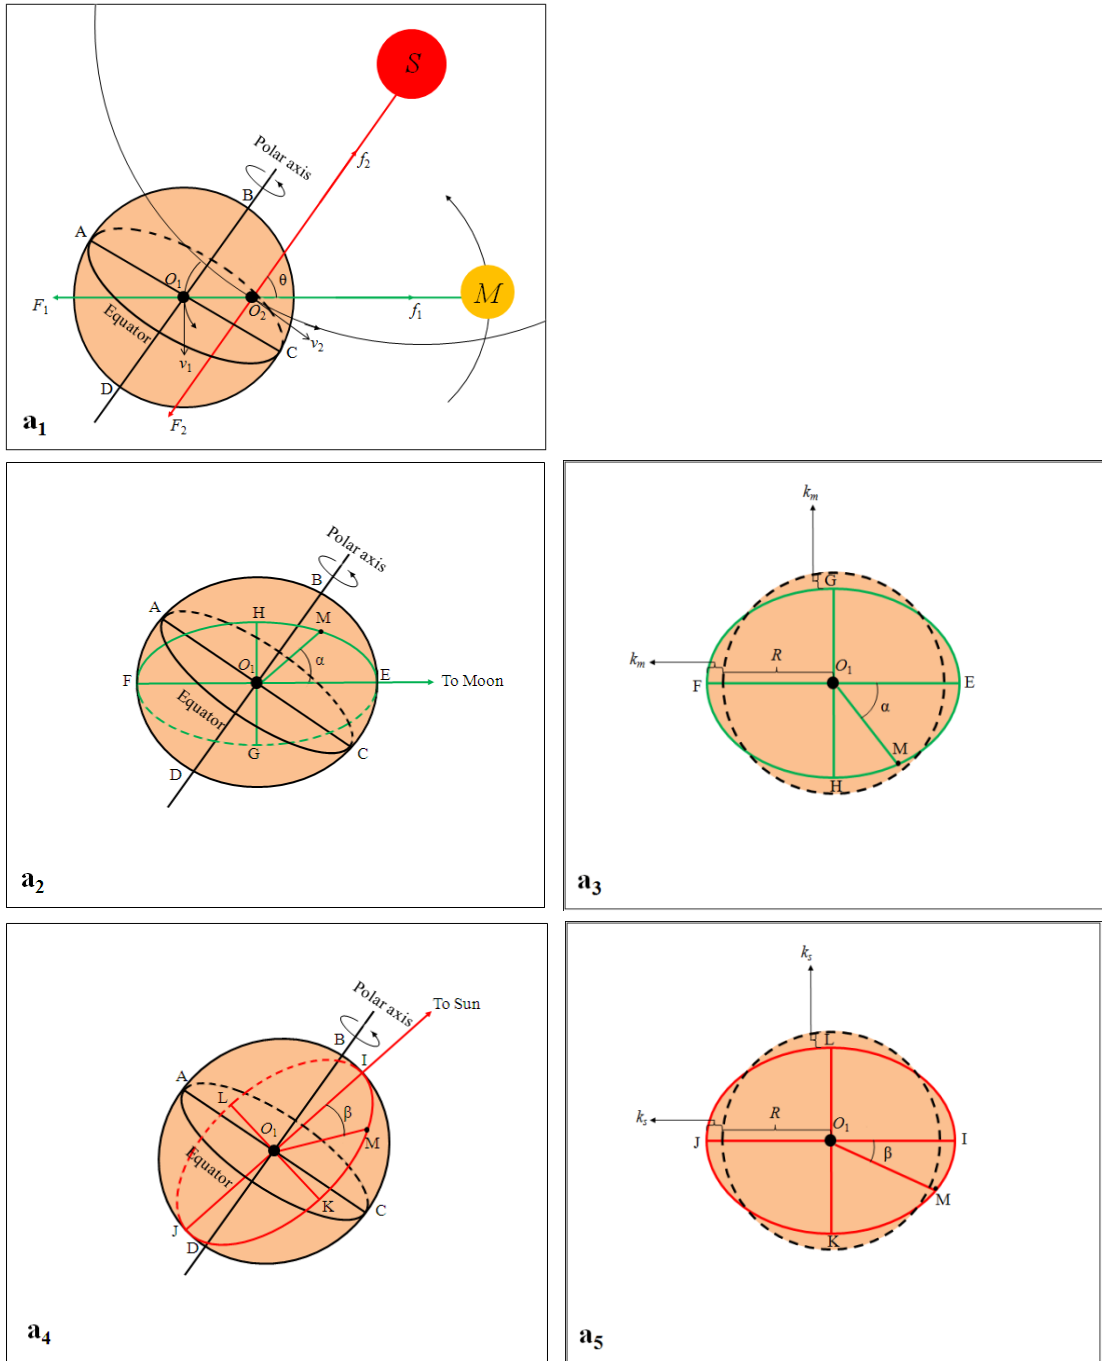 S
f2
Polar axis
B
A
θ
O1
M
F1
O2
f1
Equator
v2
C
v1
D
F2
a1
Polar axis
B
A
H
M
α
O1
F
E
To Moon
Equator
G
C
D
a2
km
G
R
km
O1
F
E
α
M
H
a3
To Sun
Polar axis
B
I
A
L
β
O1
M
Equator
K
C
J
D
a4
ks
L
R
ks
O1
J
I
β
M
K
a5